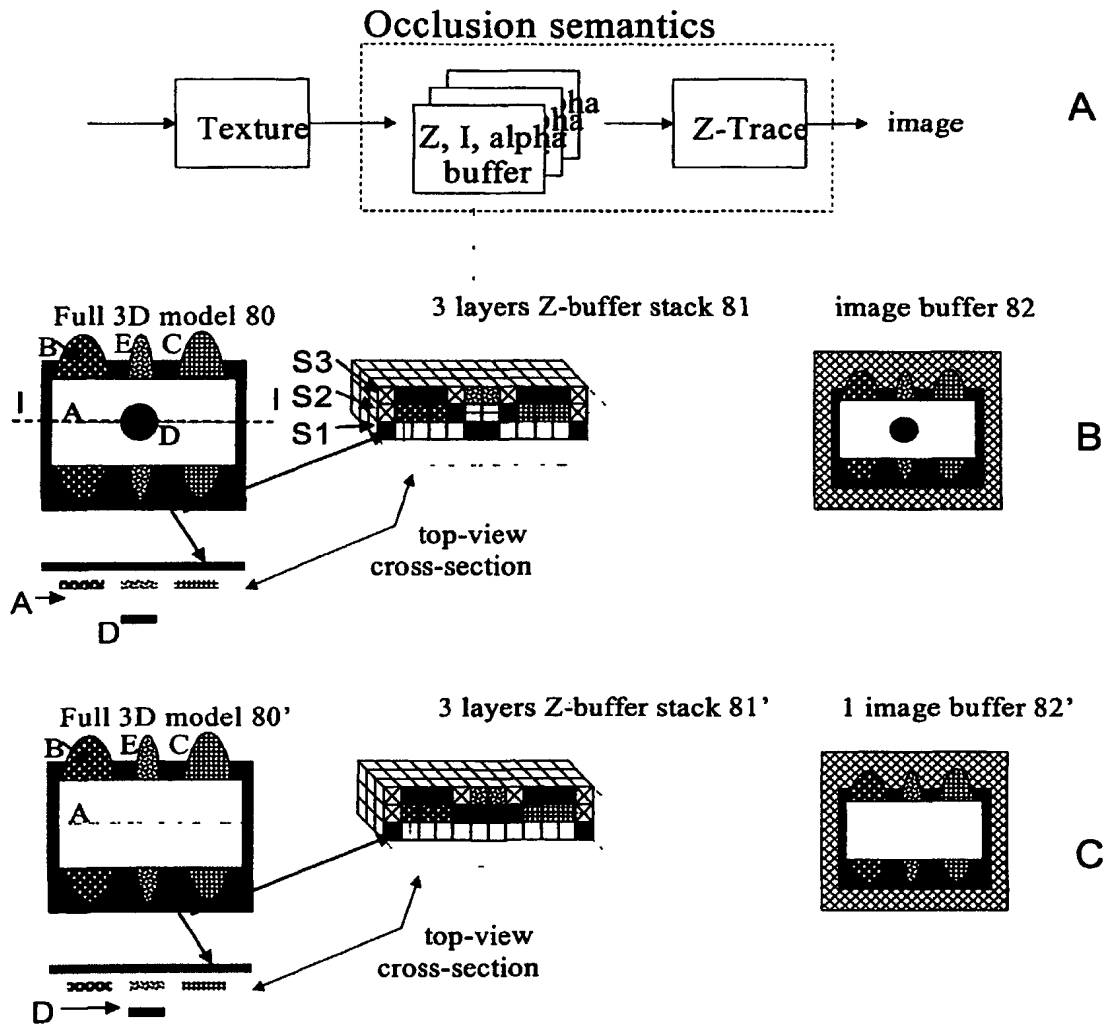 Occlusion semantics
Texture
Z, I, alpha
buffer
pha
pha
Z-Trace
image
A
Full 3D model 80
3 layers Z-buffer stack 81
image buffer 82
B
E
C
S3
S2
S1
I
A
I
D
B
top-view
cross-section
A
D
Full 3D model 80’
3 layers Z-buffer stack 81’
1 image buffer 82’
B
E
C
A
C
top-view
cross-section
D